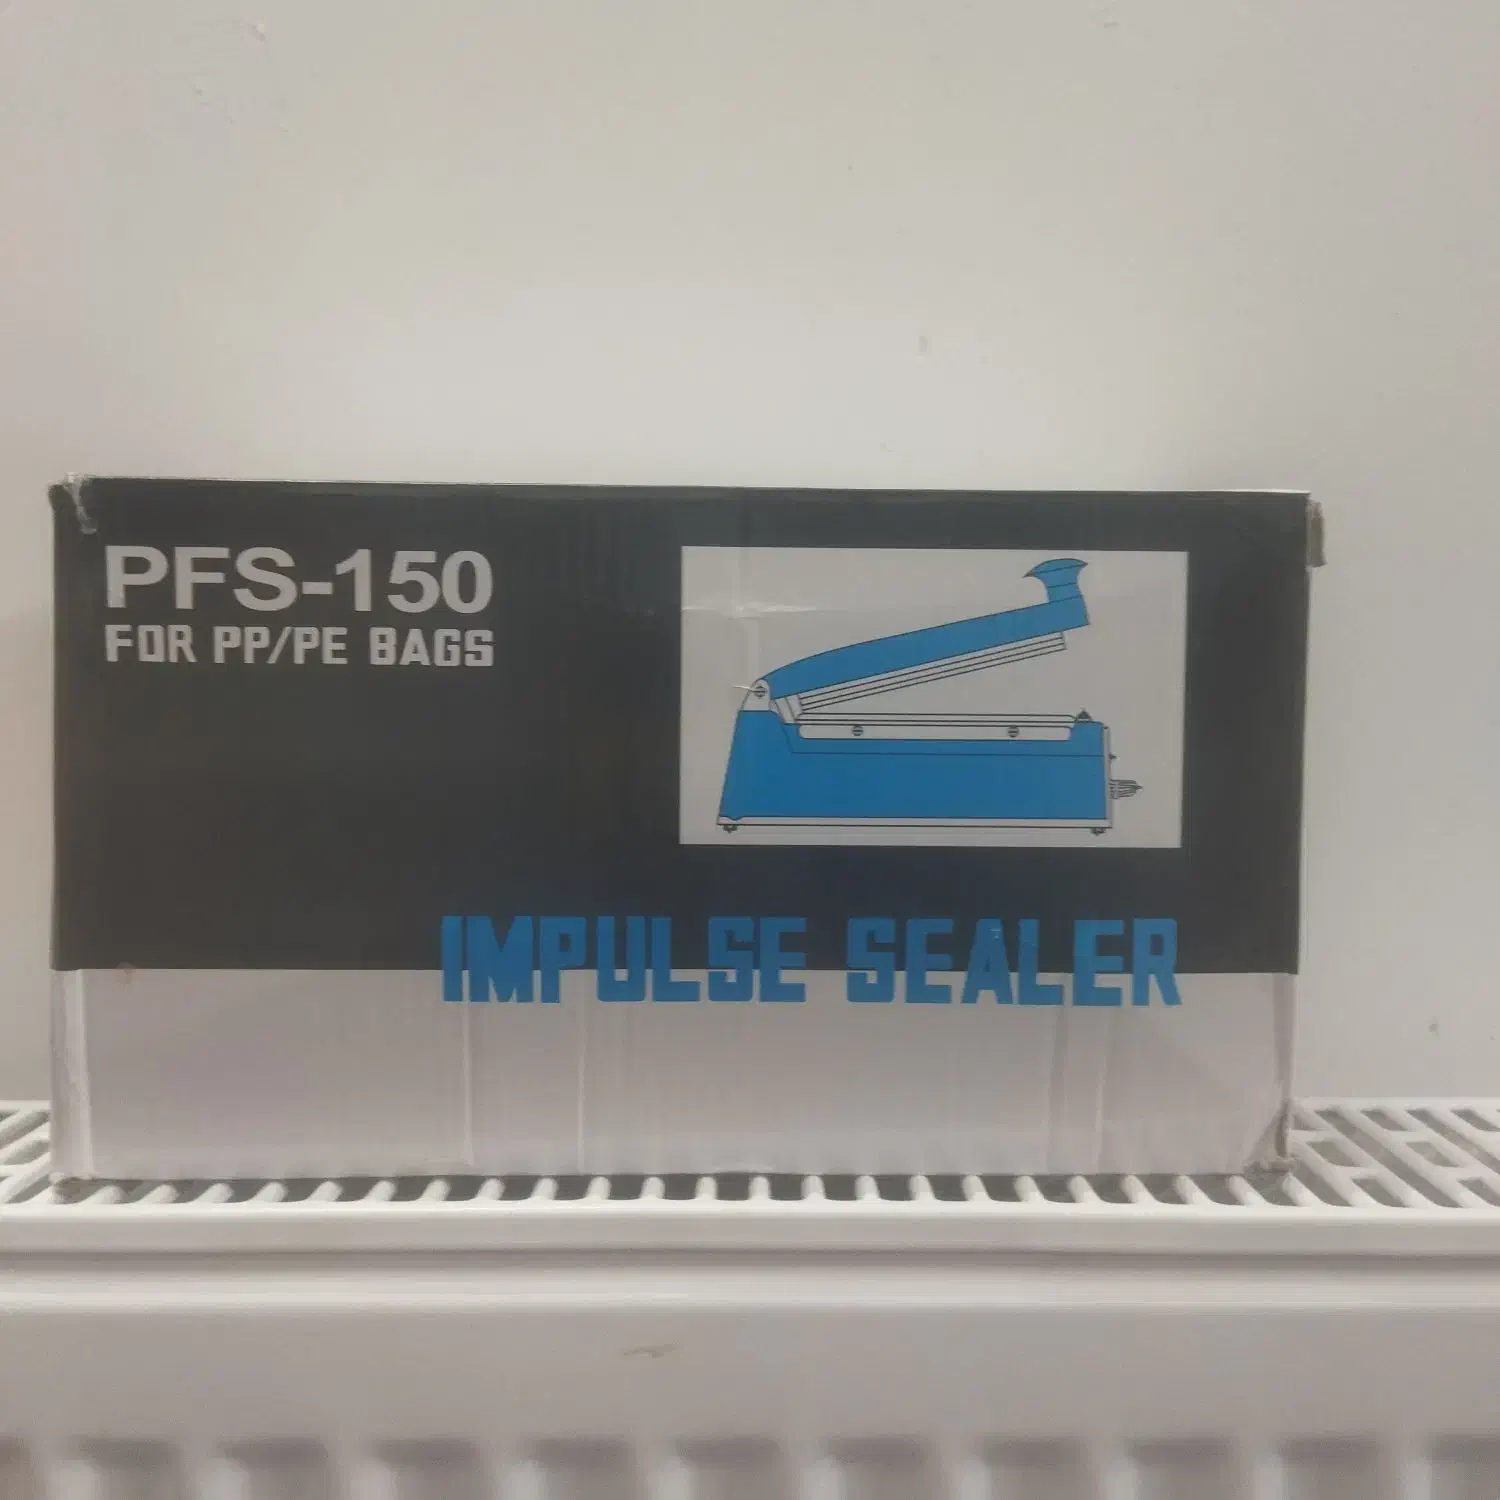 PFS-150
FOR PP/PE BAGS
IMPULSE SEALER